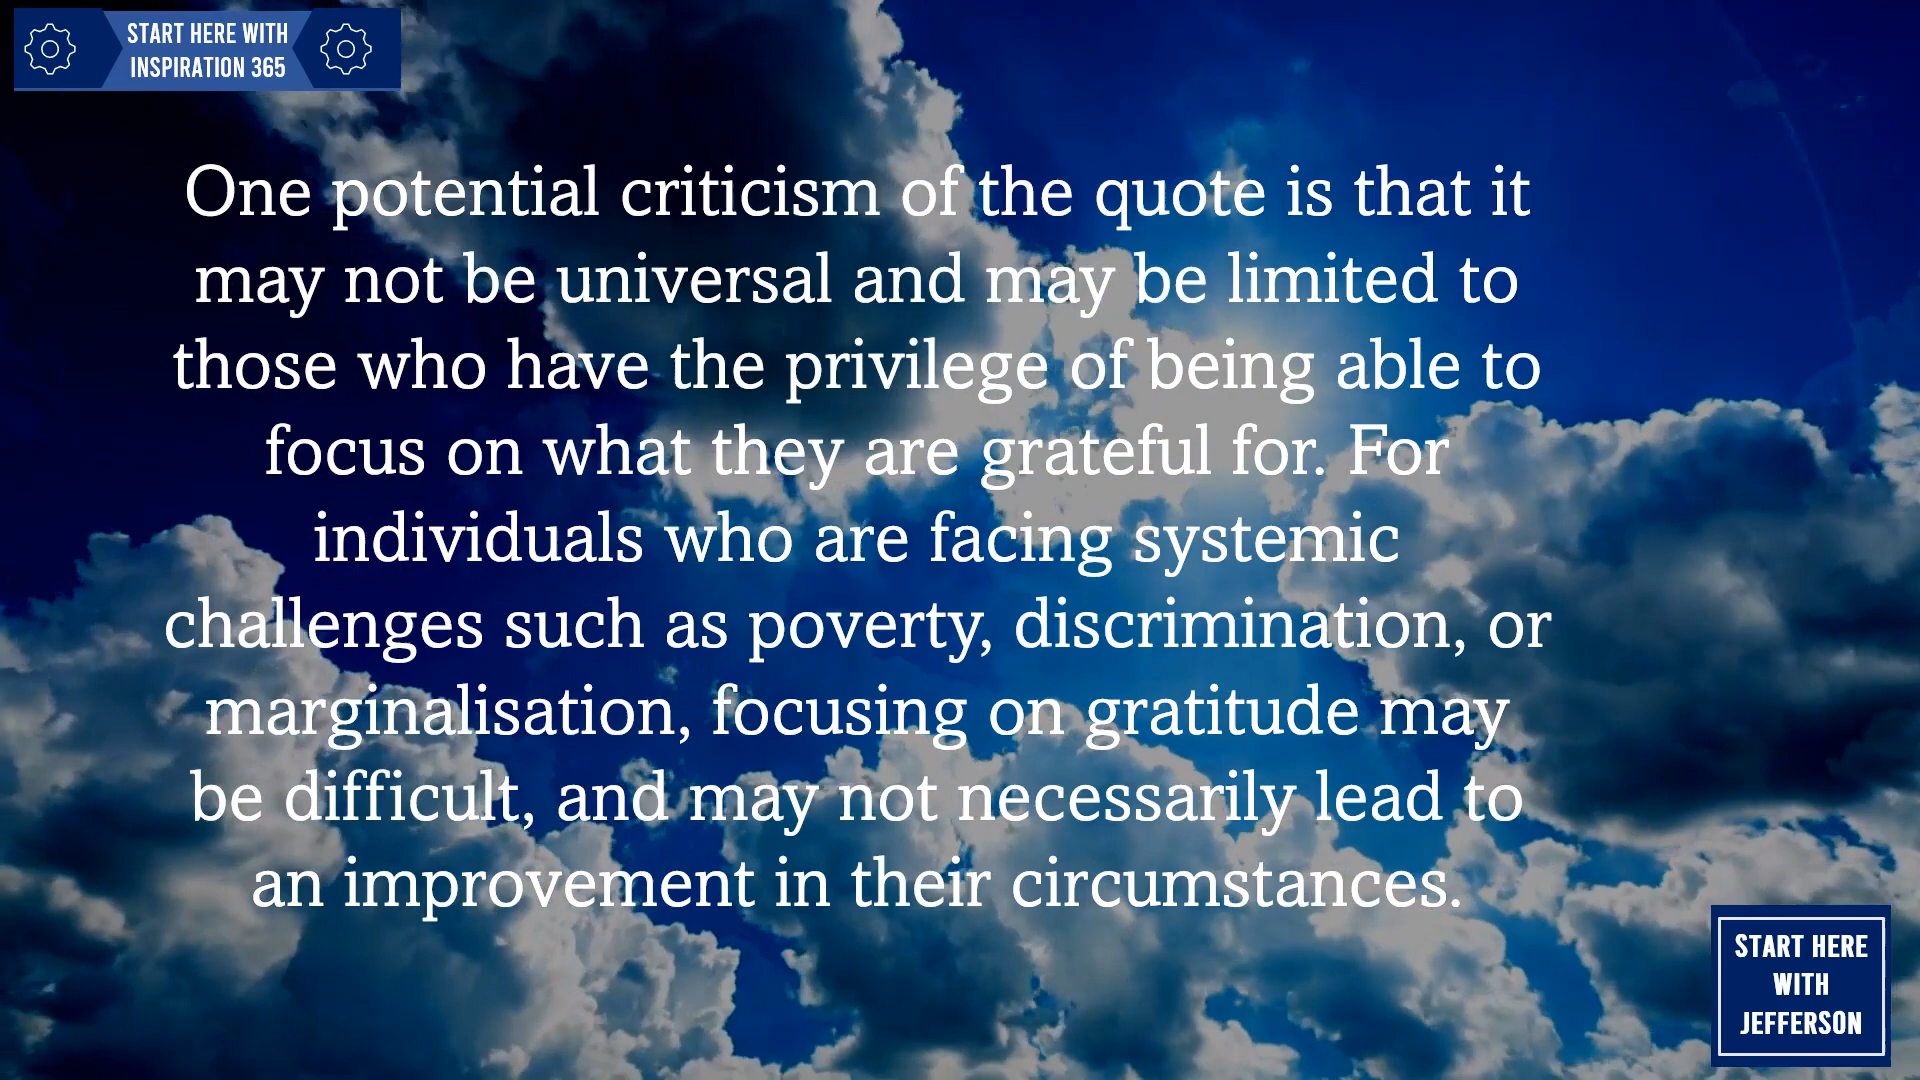 START HERE WITH
INSPIRATION 365
One potential criticism of the quote is that it
may not be universal and may be limited to
those who have the privilege of being able to
focus on what they are grateful for. For
individuals who are facing systemic
challenges such as poverty, discrimination, or
marginalisation, focusing on gratitude may
be difficult, and may not necessarily lead to
an improvement in their circumstances.
START HERE
WITH
JEFFERSON